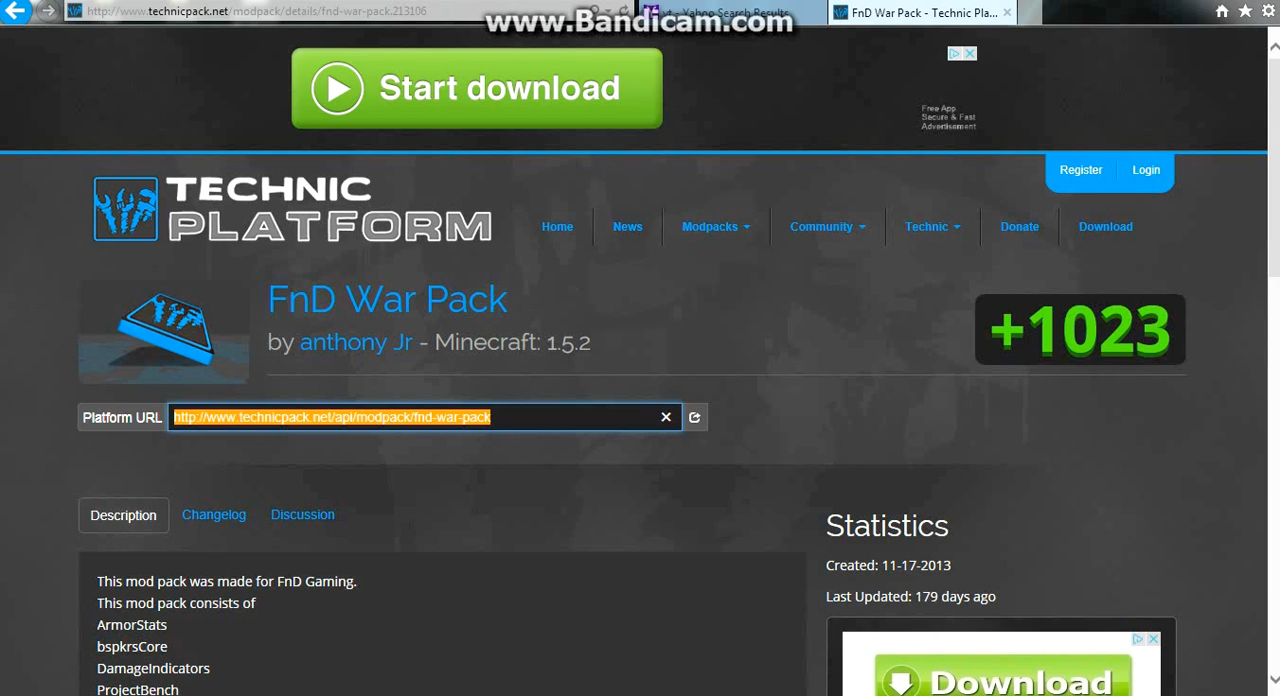 http://www.technicpack.net/modpack/details/fnd-war-pack.213106
Yahoo Search Results
FnD War Pack - Technic Pla...
www.Bandicam.com
Start download
Free App
Secure & Fast
Advertisement
Register
Login
TECHNIC
PLATFORM
Home
News
Modpacks
Community
Technic
Donate
Download
FnD War Pack
by anthony Jr - Minecraft: 1.5.2
+1023
Platform URL
http://www.technicpack.net/api/modpack/fnd-war-pack
Description
Changelog
Discussion
This mod pack was made for FnD Gaming.
This mod pack consists of
ArmorStats
bspkrsCore
DamageIndicators
ProjectBench
Statistics
Created: 11-17-2013
Last Updated: 179 days ago
Download